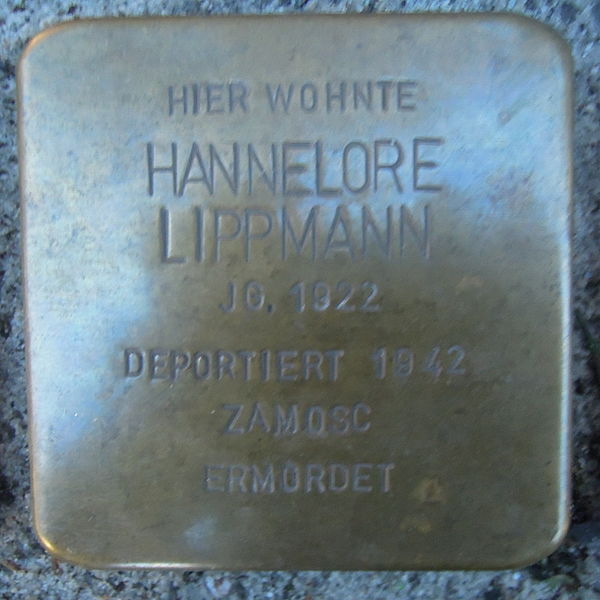 HIER WOHNTE
HANNELORE
LIPPMANN
JG. 1922
DEPORTIERT 1942
ZAMOSC
ERMORDET